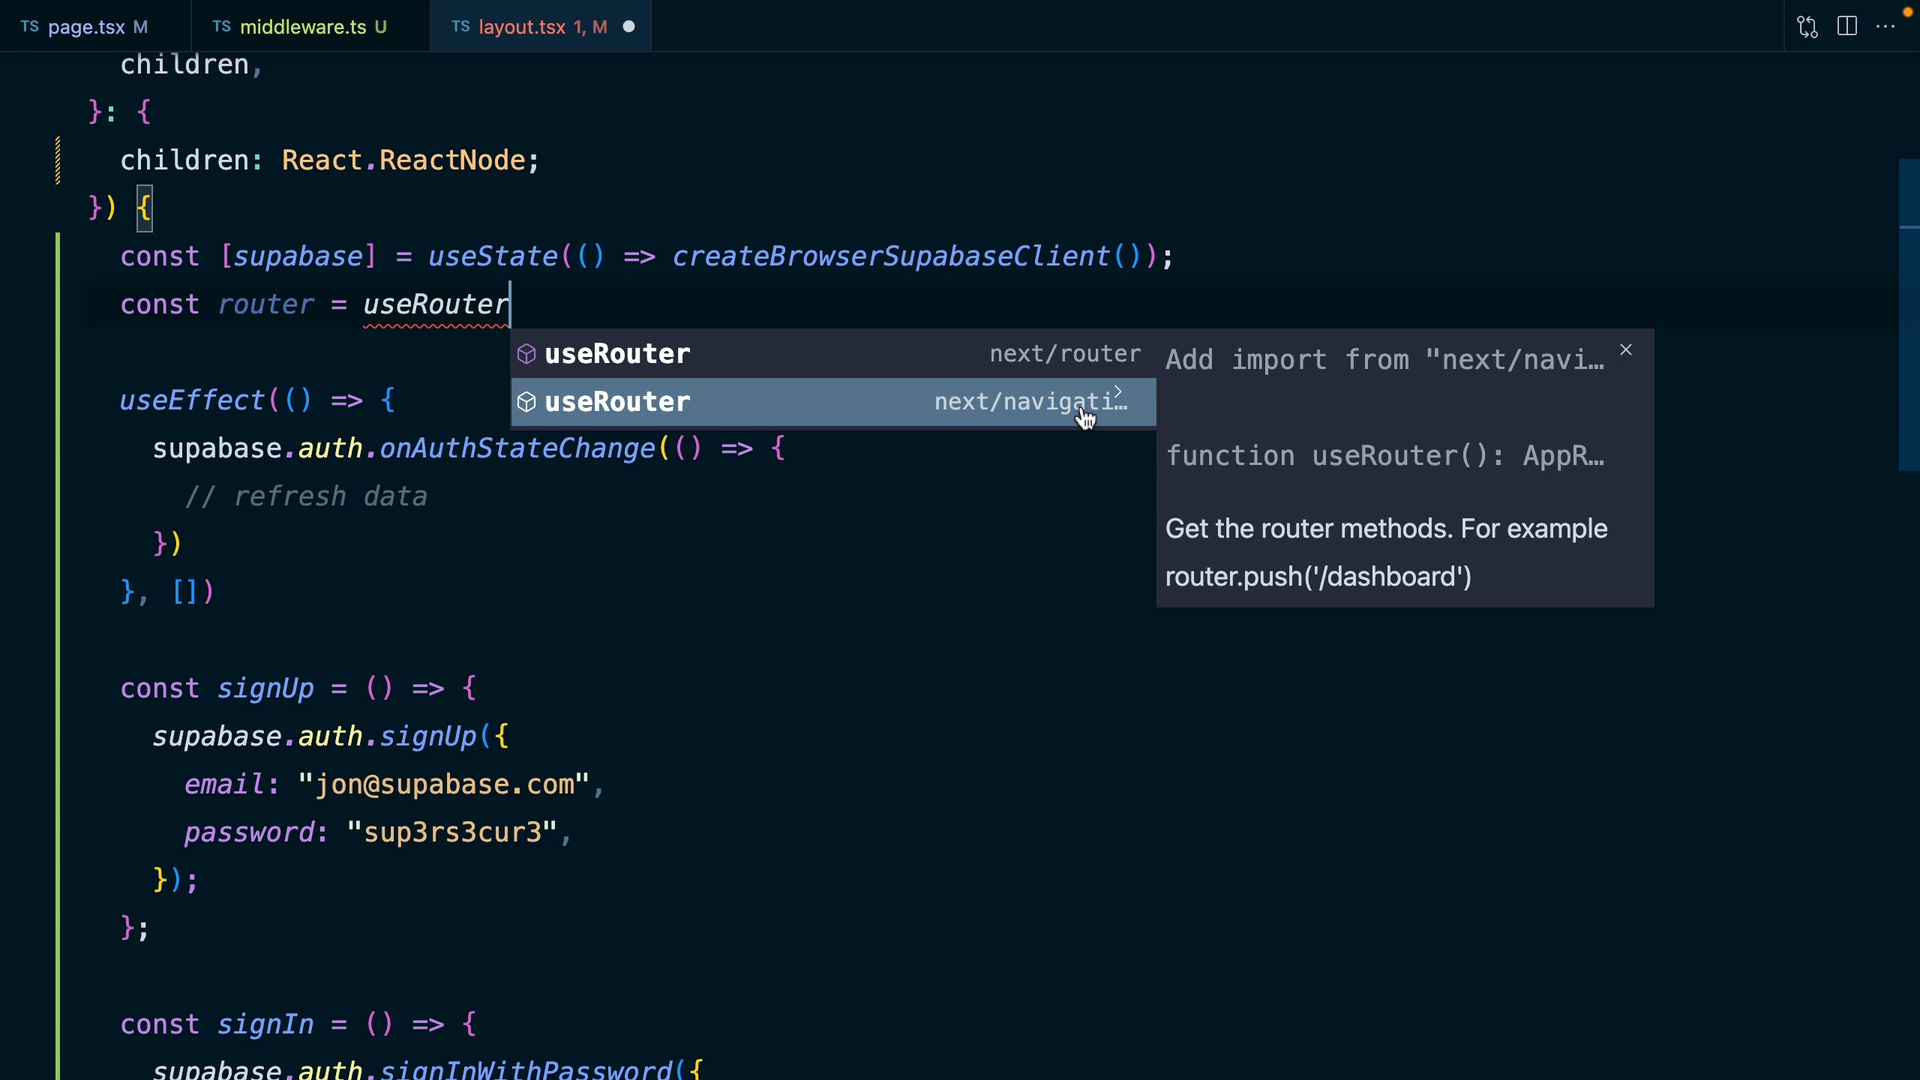 TS page.tsx M
TS middleware.ts U
TS layout.tsx 1, M
children,
}: {
children: React.ReactNode;
}) {
const [supabase] = useState(() => createBrowserSupabaseClient());
const router = useRouter
useRouter next/router
useRouter next/navigati…
Add import from "next/navi…
function useRouter(): AppR…
Get the router methods. For example
router.push('/dashboard')
useEffect(() => {
supabase.auth.onAuthStateChange(() => {
// refresh data
})
}, [])
const signUp = () => {
supabase.auth.signUp({
email: "jon@supabase.com",
password: "sup3rs3cur3",
});
};
const signIn = () => {
supabase.auth.signInWithPassword({